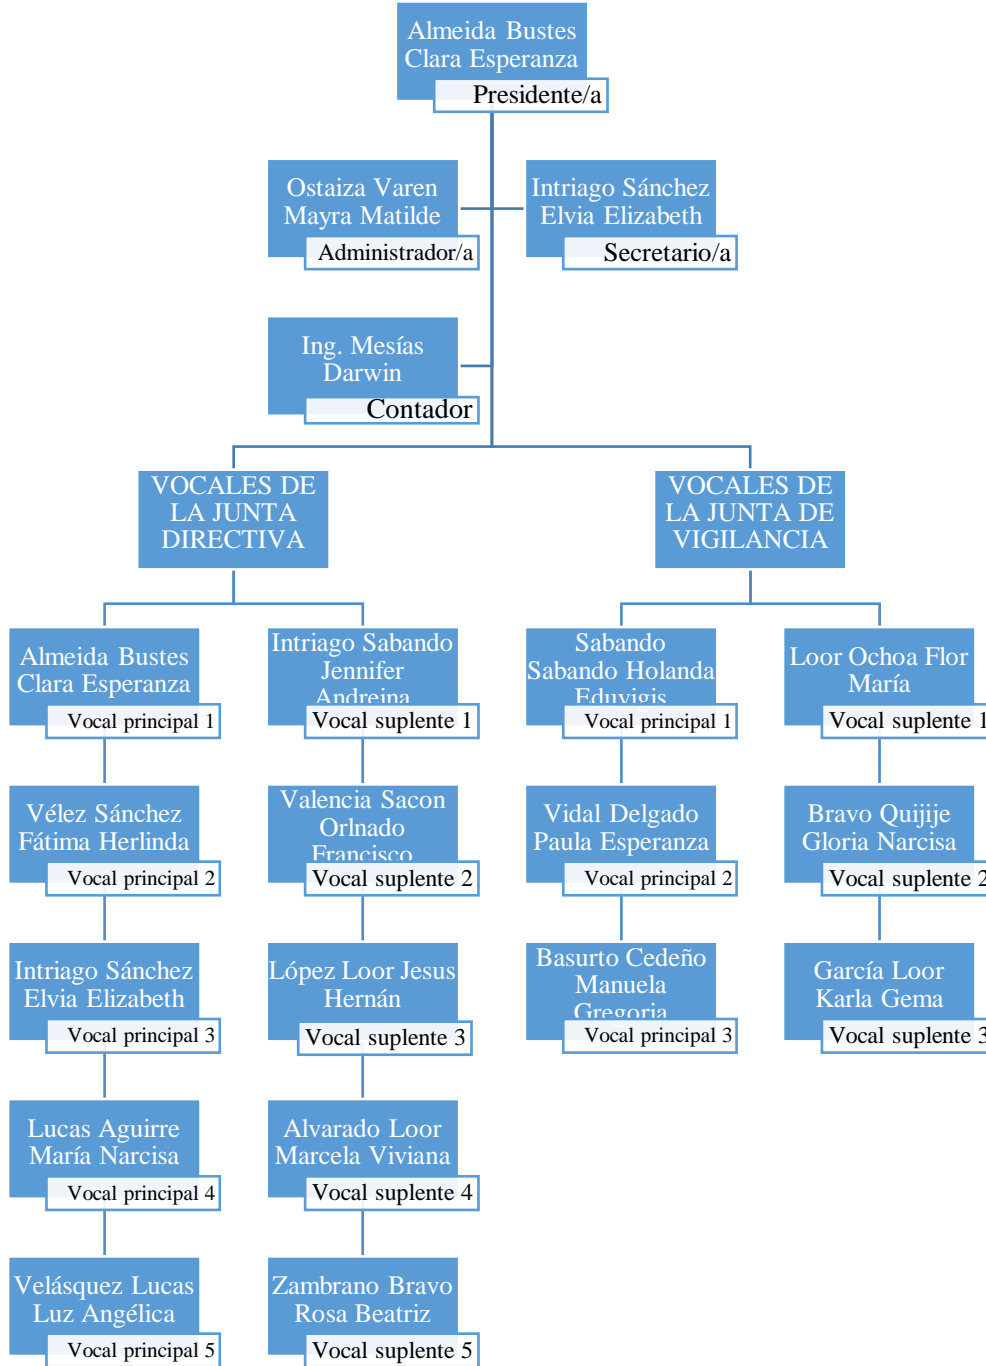 Almeida Bustes
Clara Esperanza
Presidente/a
Ostaiza Varen
Mayra Matilde
Administrador/a
Intriago Sánchez
Elvia Elizabeth
Secretario/a
Ing. Mesías
Darwin
Contador
VOCALES DE
LA JUNTA
DIRECTIVA
VOCALES DE
LA JUNTA DE
VIGILANCIA
Almeida Bustes
Clara Esperanza
Vocal principal 1
Intriago Sabando
Jennifer
Andreina
Vocal suplente 1
Sabando
Sabando Holanda
Eduvigis
Vocal principal 1
Loor Ochoa Flor
María
Vocal suplente 1
Vélez Sánchez
Fátima Herlinda
Vocal principal 2
Valencia Sacon
Orlnado
Francisco
Vocal suplente 2
Vidal Delgado
Paula Esperanza
Vocal principal 2
Bravo Quijije
Gloria Narcisa
Vocal suplente 2
Intriago Sánchez
Elvia Elizabeth
Vocal principal 3
López Loor Jesus
Hernán
Vocal suplente 3
Basurto Cedeño
Manuela
Gregoria
Vocal principal 3
García Loor
Karla Gema
Vocal suplente 3
Lucas Aguirre
María Narcisa
Vocal principal 4
Alvarado Loor
Marcela Viviana
Vocal suplente 4
Velásquez Lucas
Luz Angélica
Vocal principal 5
Zambrano Bravo
Rosa Beatriz
Vocal suplente 5